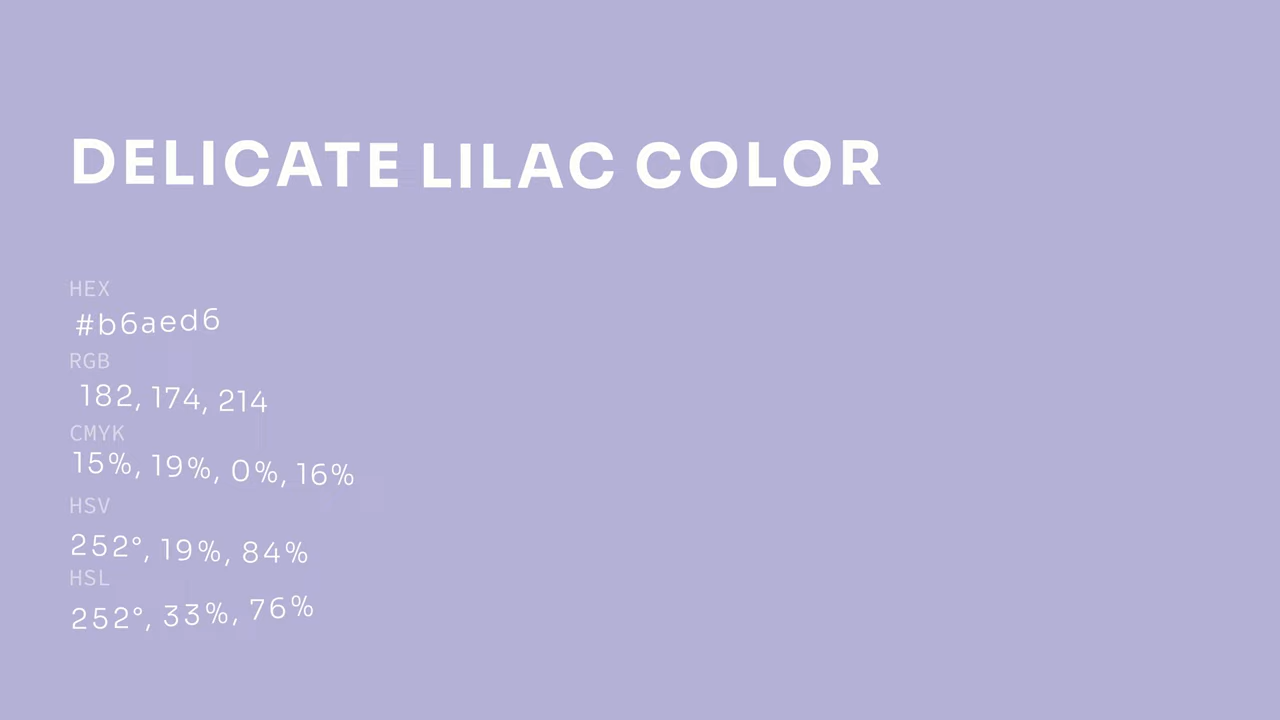 DELICATE LILAC COLOR
HEX
#b6aed6
RGB
182, 174, 214
CMYK
15%, 19%, 0%, 16%
HSV
252°, 19%, 84%
HSL
252°, 33%, 76%